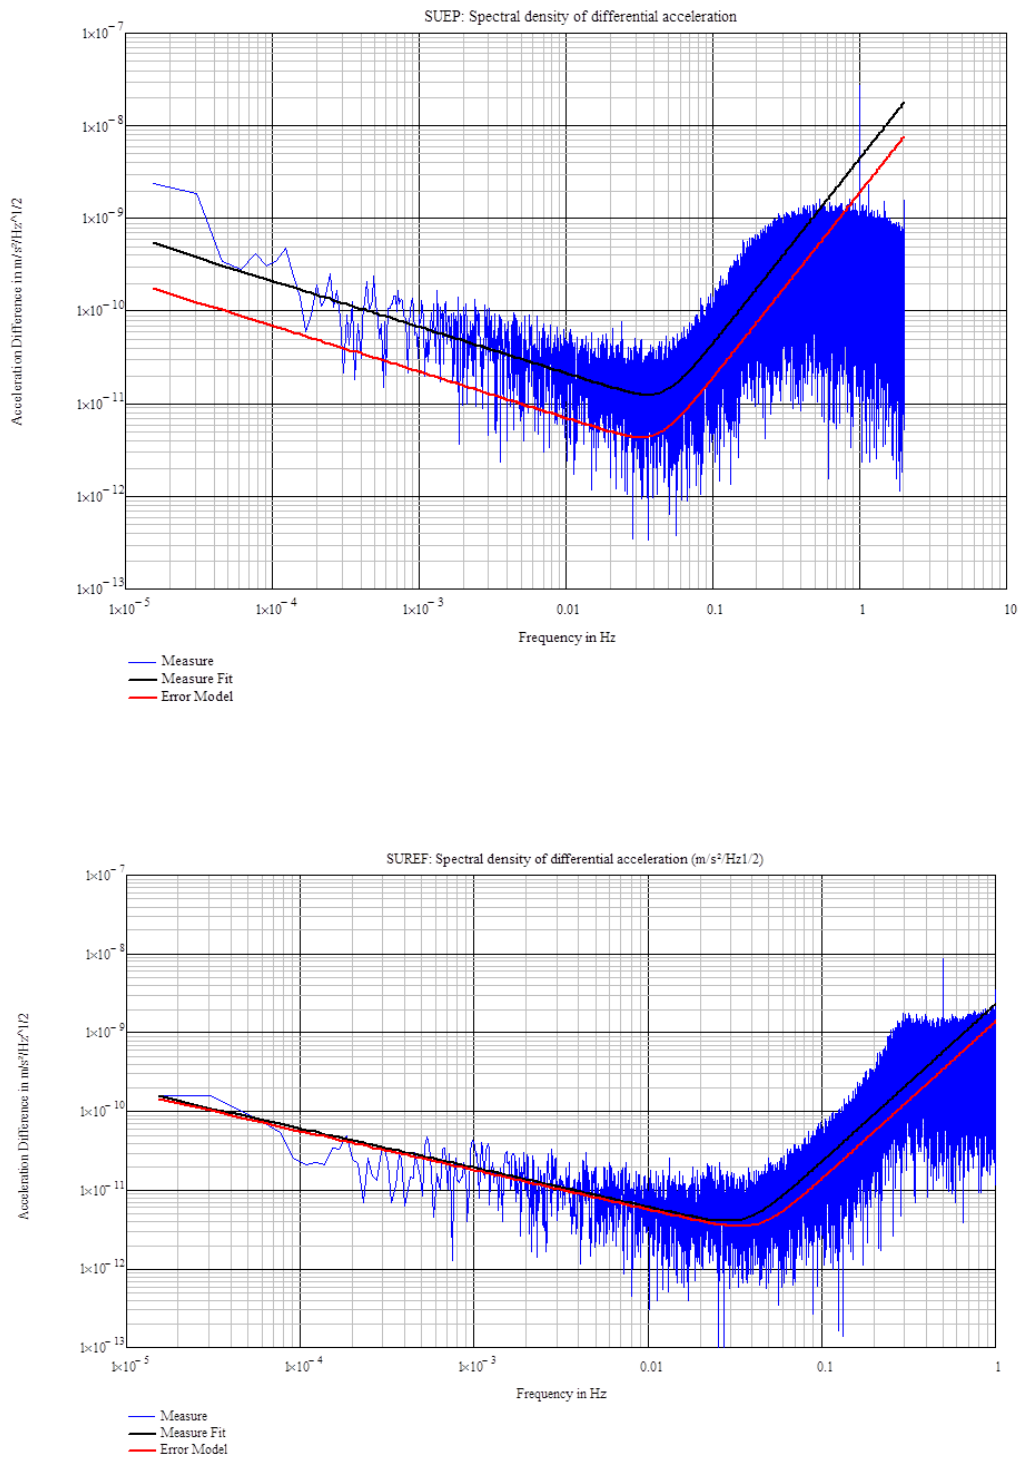 SUEP: Spectral density of differential acceleration
1×10⁻⁷
1×10⁻⁸
1×10⁻⁹
1×10⁻¹⁰
1×10⁻¹¹
1×10⁻¹²
1×10⁻¹³
Acceleration Difference in m/s²/Hz^1/2
1×10⁻⁵ 1×10⁻⁴ 1×10⁻³ 0.01 0.1 1 10
Frequency in Hz
Measure
Measure Fit
Error Model
SUREF: Spectral density of differential acceleration (m/s²/Hz1/2)
1×10⁻⁷
1×10⁻⁸
1×10⁻⁹
1×10⁻¹⁰
1×10⁻¹¹
1×10⁻¹²
1×10⁻¹³
Acceleration Difference in m/s²/Hz^1/2
1×10⁻⁵ 1×10⁻⁴ 1×10⁻³ 0.01 0.1 1
Frequency in Hz
Measure
Measure Fit
Error Model